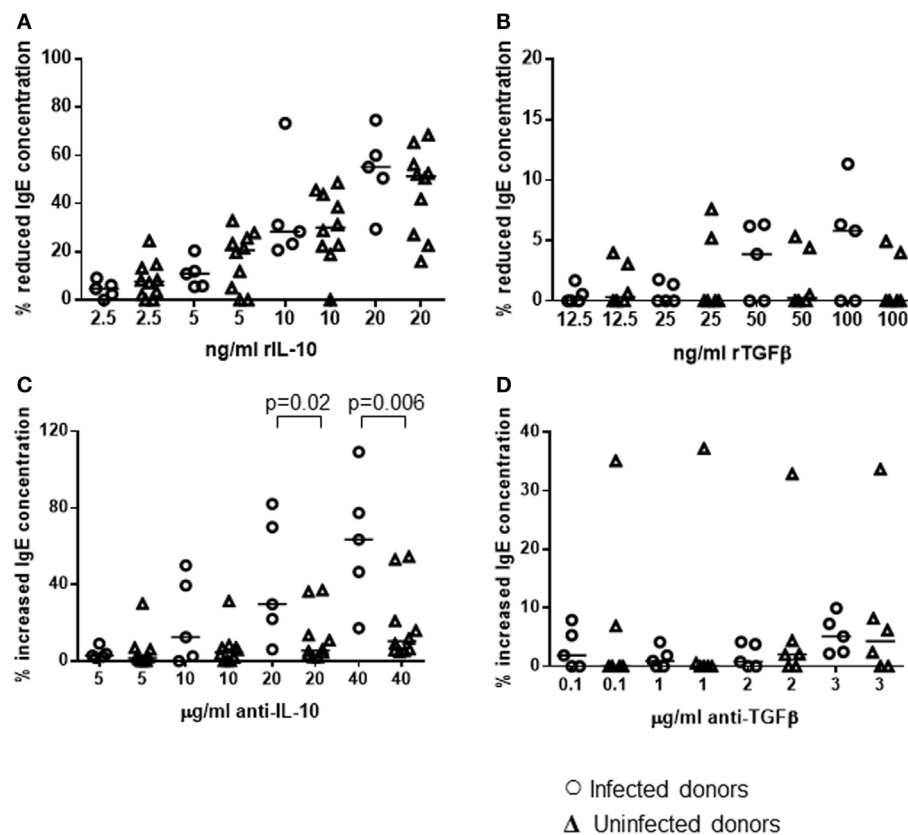 A
% reduced IgE concentration
100
80
60
40
20
0
2.5 2.5 5 5 10 10 20 20
ng/ml rIL-10
B
% reduced IgE concentration
20
15
10
5
0
12.5 12.5 25 25 50 50 100 100
ng/ml rTGFβ
C
p=0.02 p=0.006
% increased IgE concentration
120
80
40
0
5 5 10 10 20 20 40 40
µg/ml anti-IL-10
D
% increased IgE concentration
40
30
20
10
0
0.1 0.1 1 1 2 2 3 3
µg/ml anti-TGFβ
Infected donors
Uninfected donors